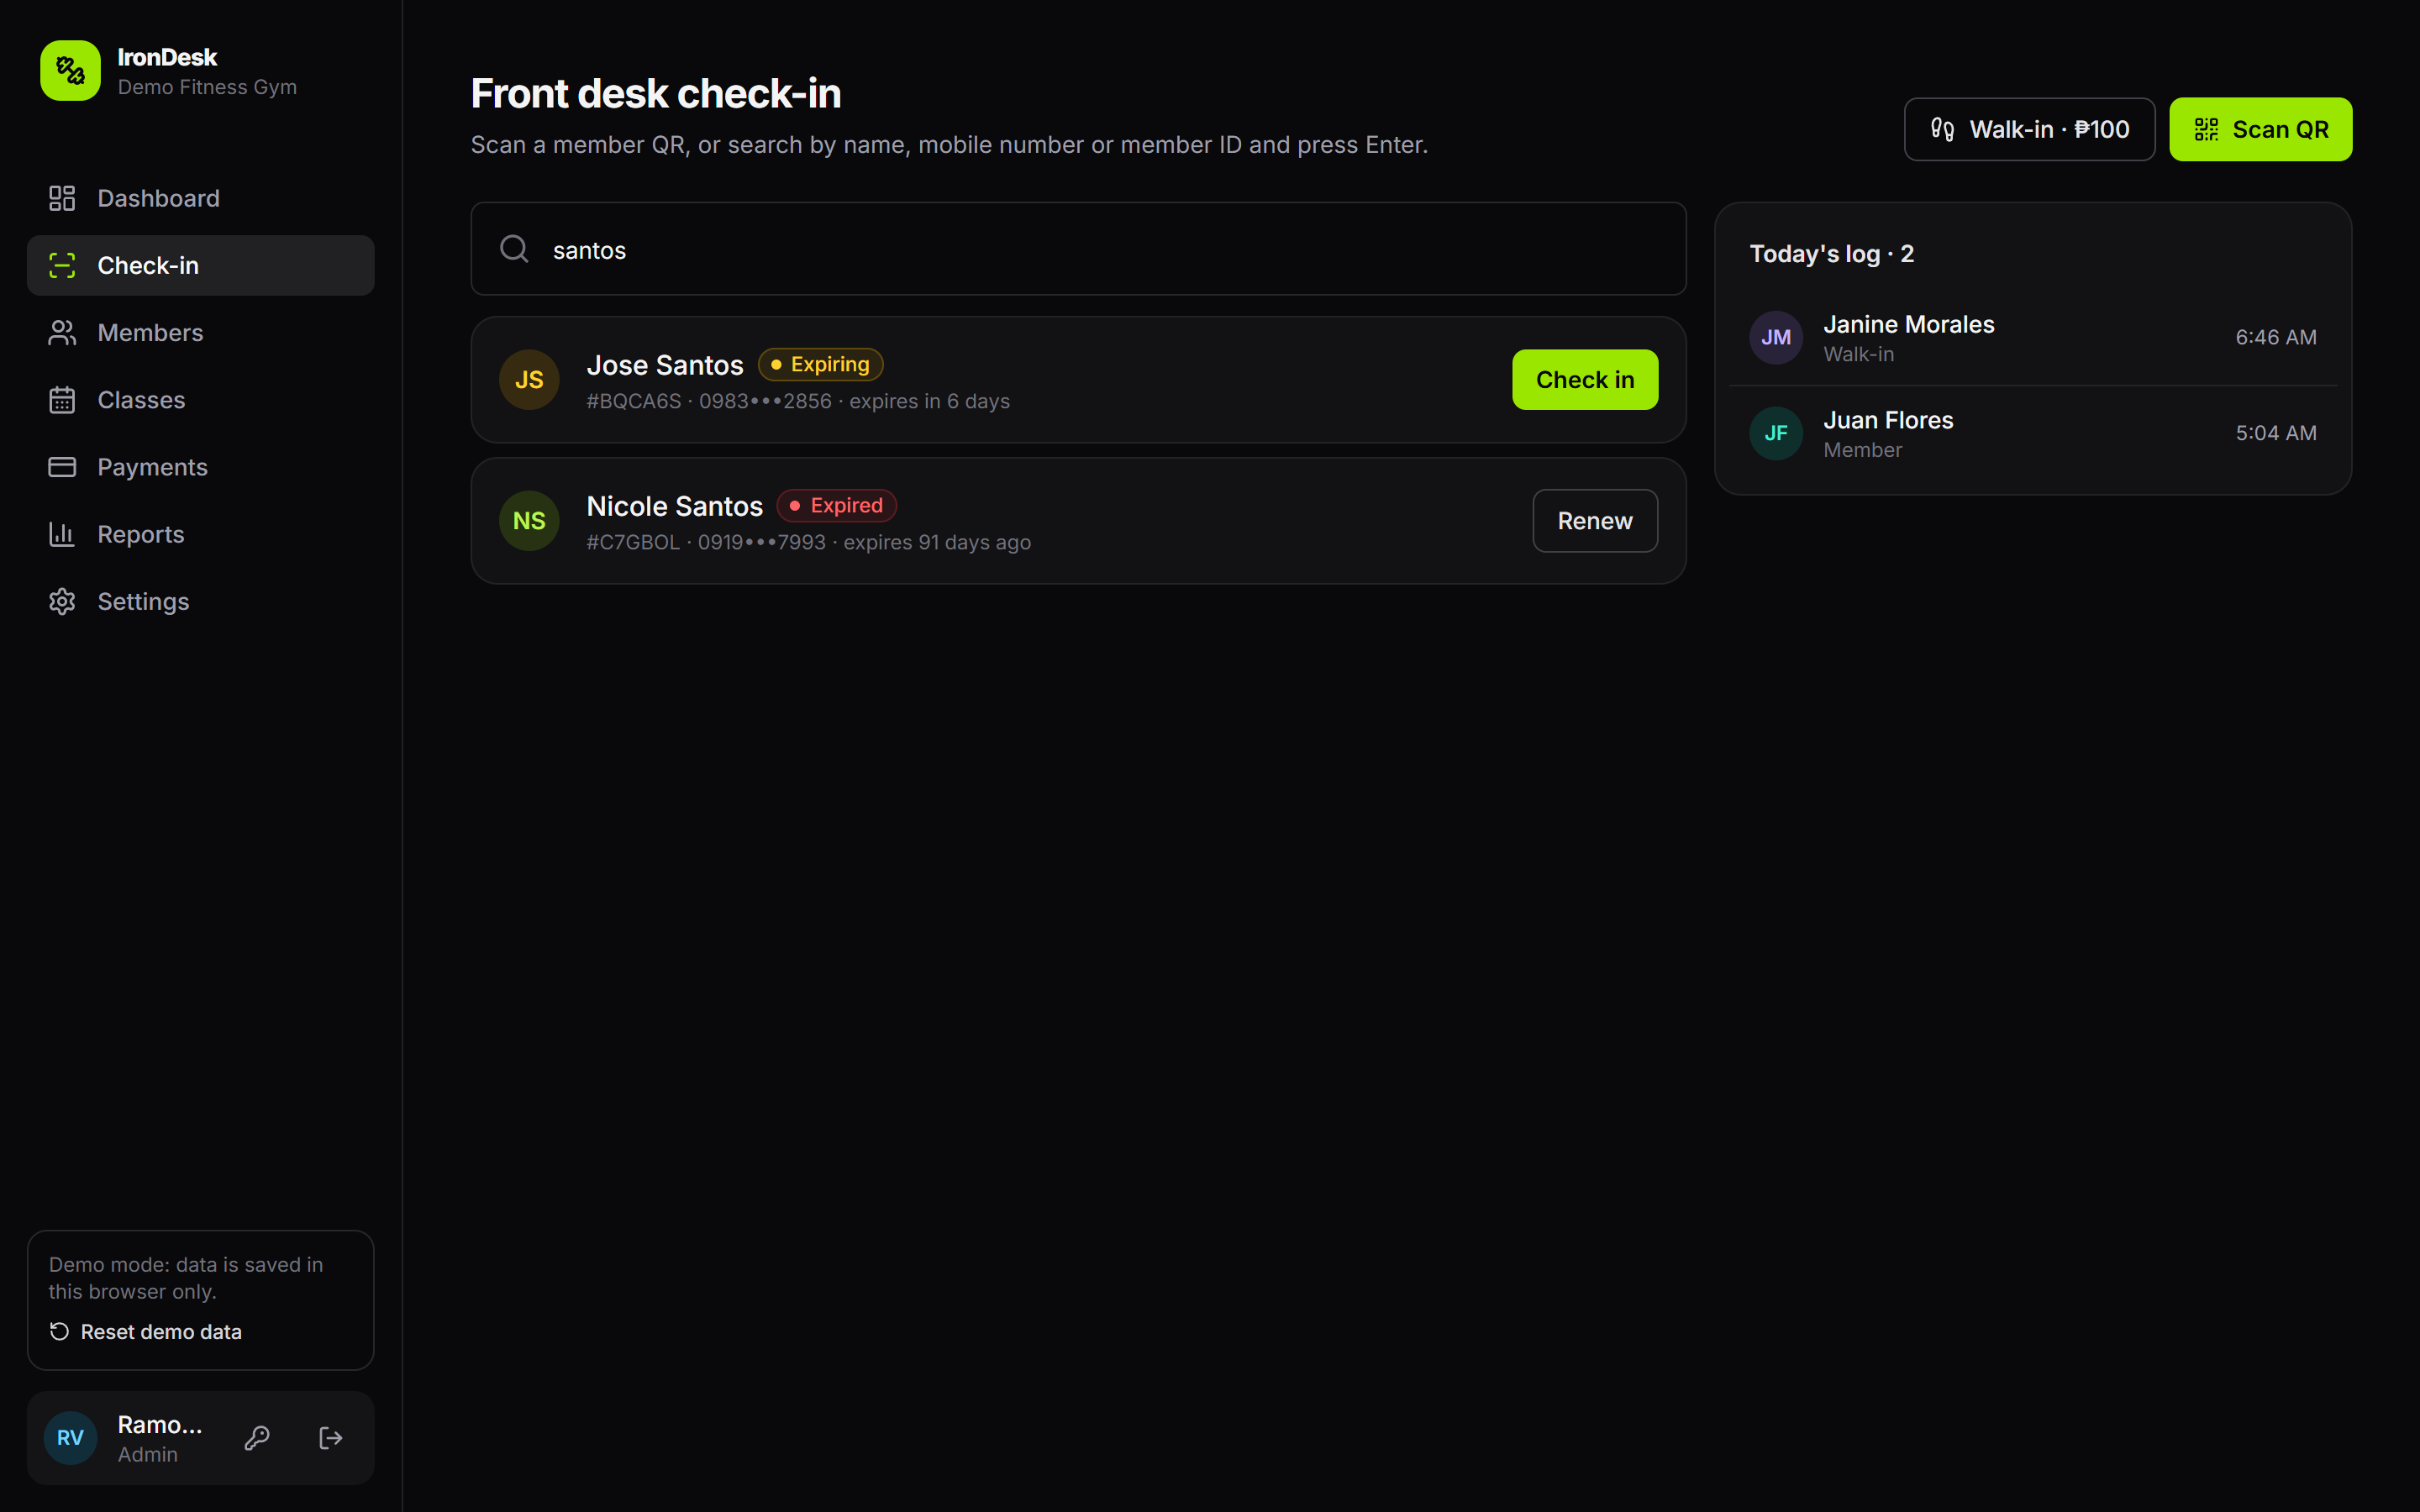 IronDesk
Demo Fitness Gym
Dashboard
Check-in
Members
Classes
Payments
Reports
Settings
Demo mode: data is saved in
this browser only.
Reset demo data
RV
Ramo...
Admin
Front desk check-in
Scan a member QR, or search by name, mobile number or member ID and press Enter.
Walk-in · ₱100
Scan QR
santos
JS
Jose Santos
Expiring
#BQCA6S · 0983•••2856 · expires in 6 days
Check in
NS
Nicole Santos
Expired
#C7GBOL · 0919•••7993 · expires 91 days ago
Renew
Today's log · 2
JM
Janine Morales
Walk-in
6:46 AM
JF
Juan Flores
Member
5:04 AM